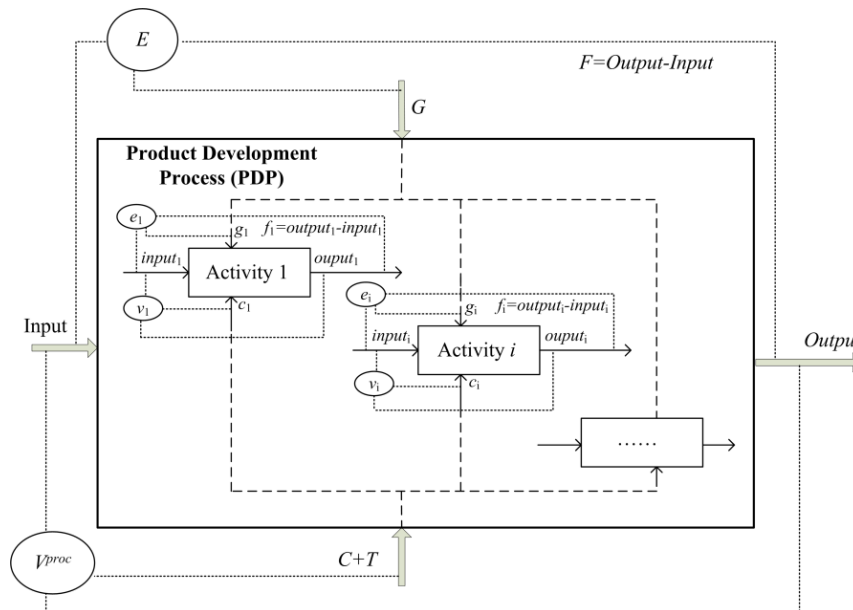 E
F=Output-Input
G
Product Development
Process (PDP)
e1
g1
f1=output1-input1
input1
Activity 1
ouput1
v1
c1
ei
gi
fi=outputi-inputi
inputi
Activity i
ouputi
vi
ci
Input
Output
......
Vproc
C+T